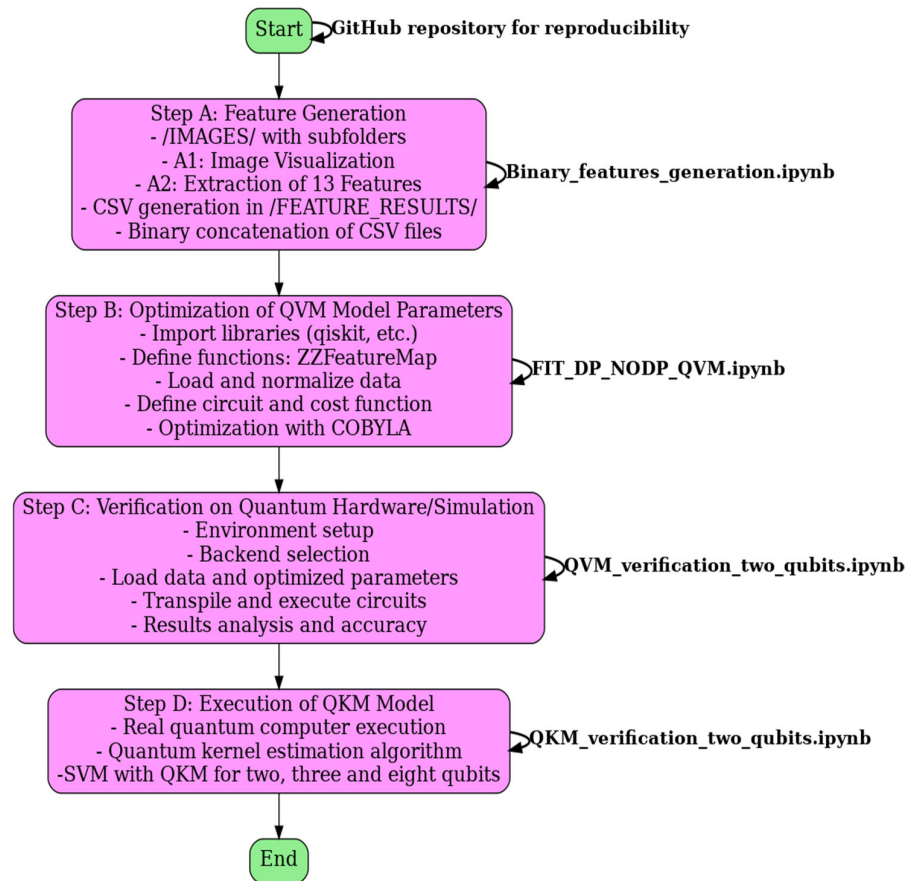 Start
GitHub repository for reproducibility
Step A: Feature Generation
- /IMAGES/ with subfolders
- A1: Image Visualization
- A2: Extraction of 13 Features
- CSV generation in /FEATURE_RESULTS/
- Binary concatenation of CSV files
Binary_features_generation.ipynb
Step B: Optimization of QVM Model Parameters
- Import libraries (qiskit, etc.)
- Define functions: ZZFeatureMap
- Load and normalize data
- Define circuit and cost function
- Optimization with COBYLA
FIT_DP_NODP_QVM.ipynb
Step C: Verification on Quantum Hardware/Simulation
- Environment setup
- Backend selection
- Load data and optimized parameters
- Transpile and execute circuits
- Results analysis and accuracy
QVM_verification_two_qubits.ipynb
Step D: Execution of QKM Model
- Real quantum computer execution
- Quantum kernel estimation algorithm
-SVM with QKM for two, three and eight qubits
QKM_verification_two_qubits.ipynb
End